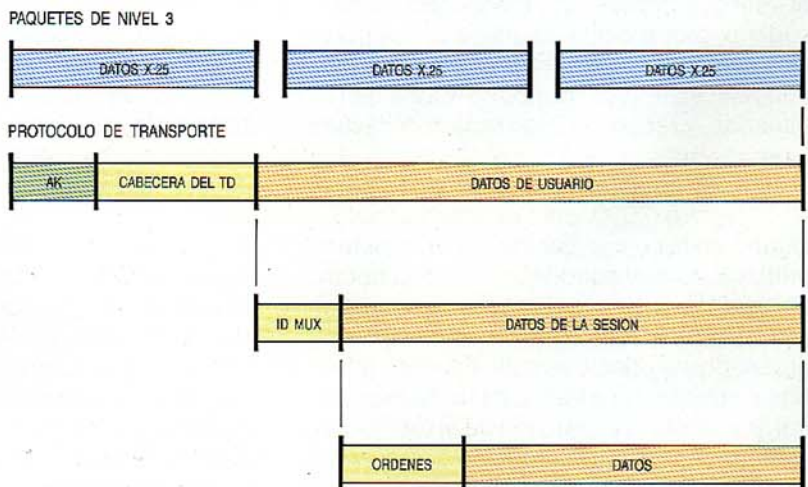 PAQUETES DE NIVEL 3
DATOS X.25 DATOS X.25 DATOS X.25
PROTOCOLO DE TRANSPORTE
AK CABECERA DEL TD DATOS DE USUARIO
ID MUX DATOS DE LA SESION
ORDENES DATOS